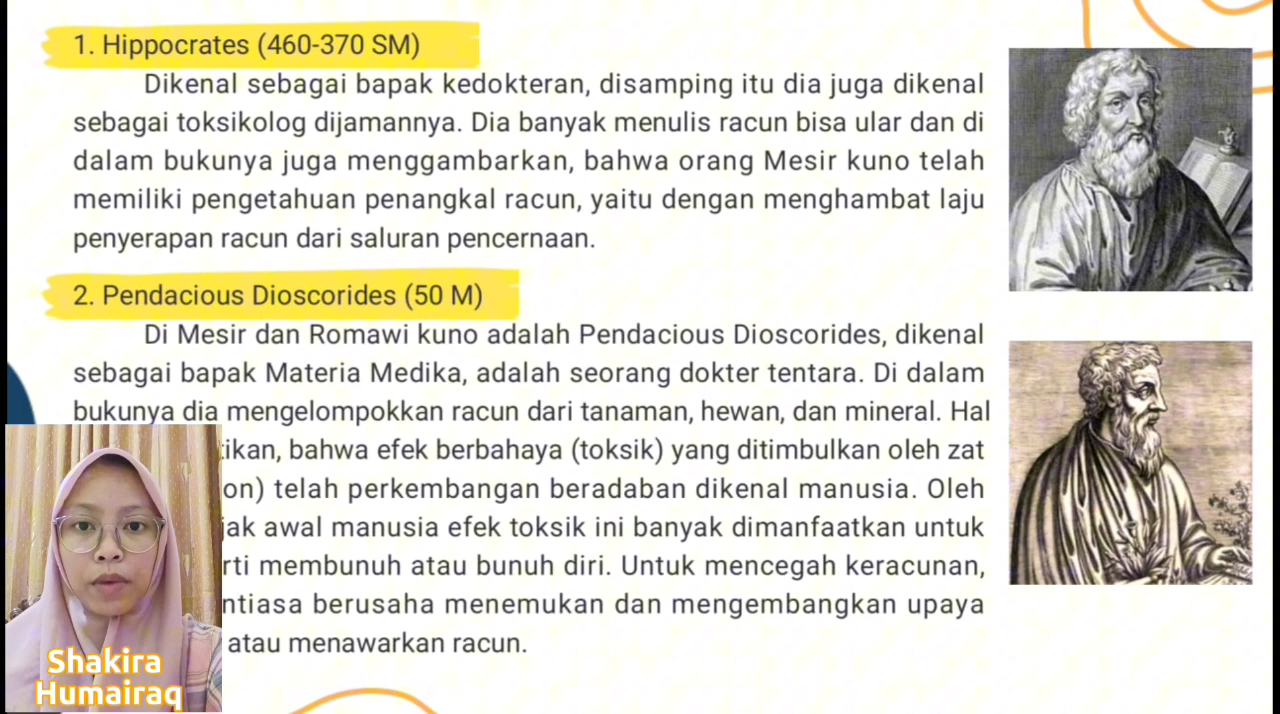 1. Hippocrates (460-370 SM)
Dikenal sebagai bapak kedokteran, disamping itu dia juga dikenal
sebagai toksikolog dijamannya. Dia banyak menulis racun bisa ular dan di
dalam bukunya juga menggambarkan, bahwa orang Mesir kuno telah
memiliki pengetahuan penangkal racun, yaitu dengan menghambat laju
penyerapan racun dari saluran pencernaan.
2. Pendacious Dioscorides (50 M)
Di Mesir dan Romawi kuno adalah Pendacious Dioscorides, dikenal
sebagai bapak Materia Medika, adalah seorang dokter tentara. Di dalam
bukunya dia mengelompokkan racun dari tanaman, hewan, dan mineral. Hal
tikan, bahwa efek berbahaya (toksik) yang ditimbulkan oleh zat
on) telah perkembangan beradaban dikenal manusia. Oleh
jak awal manusia efek toksik ini banyak dimanfaatkan untuk
rti membunuh atau bunuh diri. Untuk mencegah keracunan,
ntiasa berusaha menemukan dan mengembangkan upaya
atau menawarkan racun.
Shakira
Humairaq